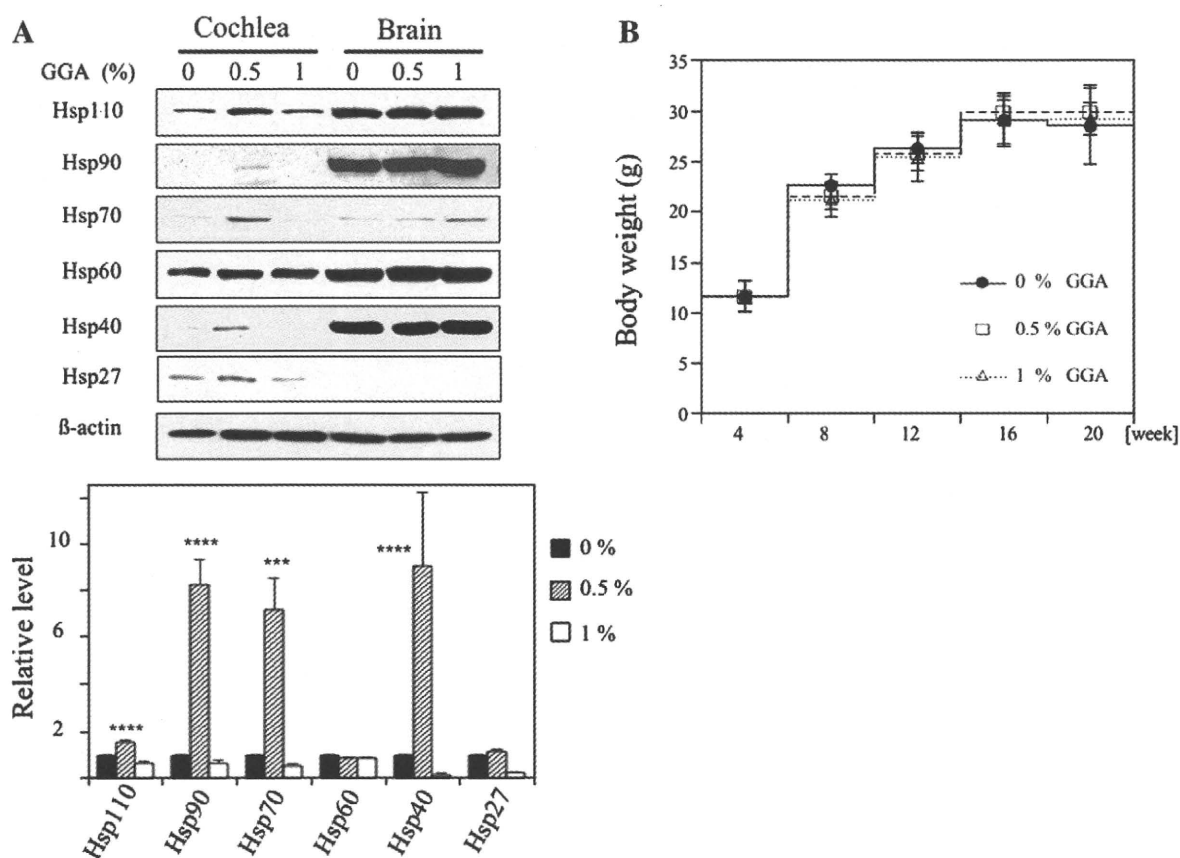 A
Cochlea Brain
GGA (%) 0 0.5 1 0 0.5 1
Hsp110
Hsp90
Hsp70
Hsp60
Hsp40
Hsp27
ß-actin
Relative level
10
6
2
****
****
***
****
0 %
0.5 %
1 %
Hsp110 Hsp90 Hsp70 Hsp60 Hsp40 Hsp27
B
Body weight (g)
35
30
25
20
15
10
5
0
0 % GGA
0.5 % GGA
1 % GGA
4 8 12 16 20 [week]